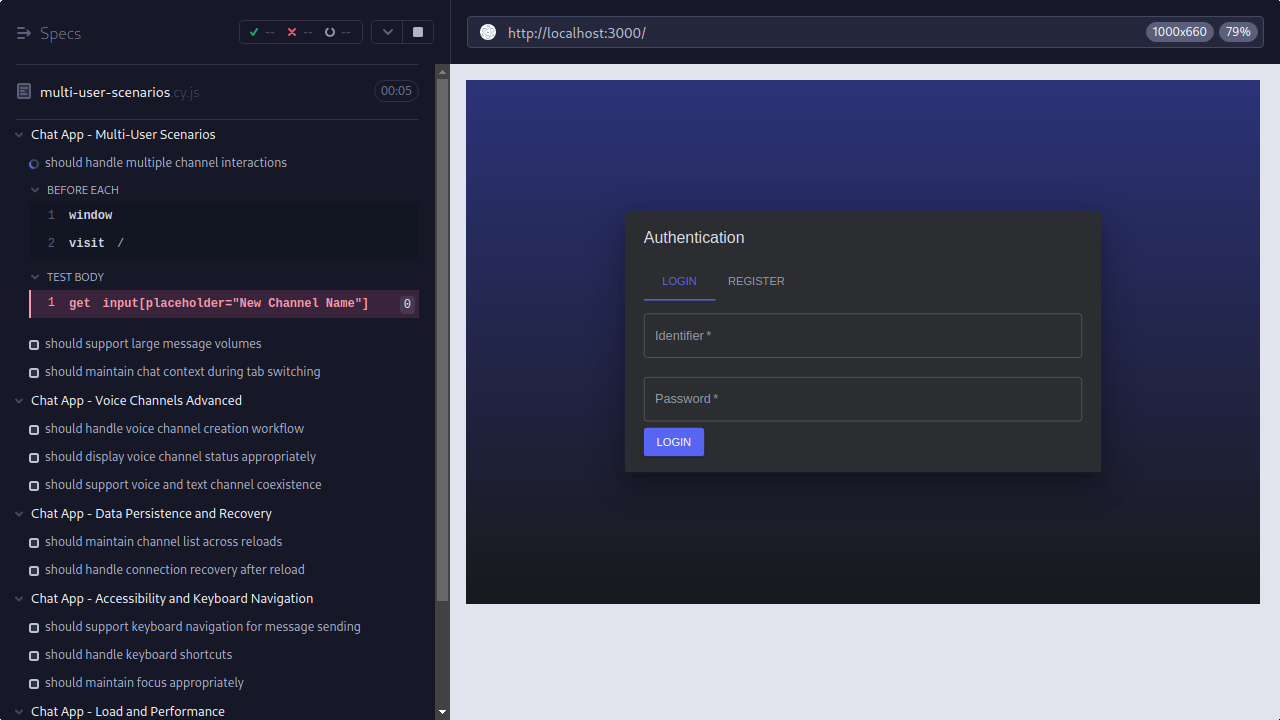 Specs
-- -- --
multi-user-scenarios.cy.js
00:05
Chat App - Multi-User Scenarios
should handle multiple channel interactions
BEFORE EACH
1 window
2 visit /
TEST BODY
1 get input[placeholder="New Channel Name"] 0
should support large message volumes
should maintain chat context during tab switching
Chat App - Voice Channels Advanced
should handle voice channel creation workflow
should display voice channel status appropriately
should support voice and text channel coexistence
Chat App - Data Persistence and Recovery
should maintain channel list across reloads
should handle connection recovery after reload
Chat App - Accessibility and Keyboard Navigation
should support keyboard navigation for message sending
should handle keyboard shortcuts
should maintain focus appropriately
Chat App - Load and Performance
http://localhost:3000/
1000x660 79%
Authentication
LOGIN REGISTER
Identifier *
Password *
LOGIN